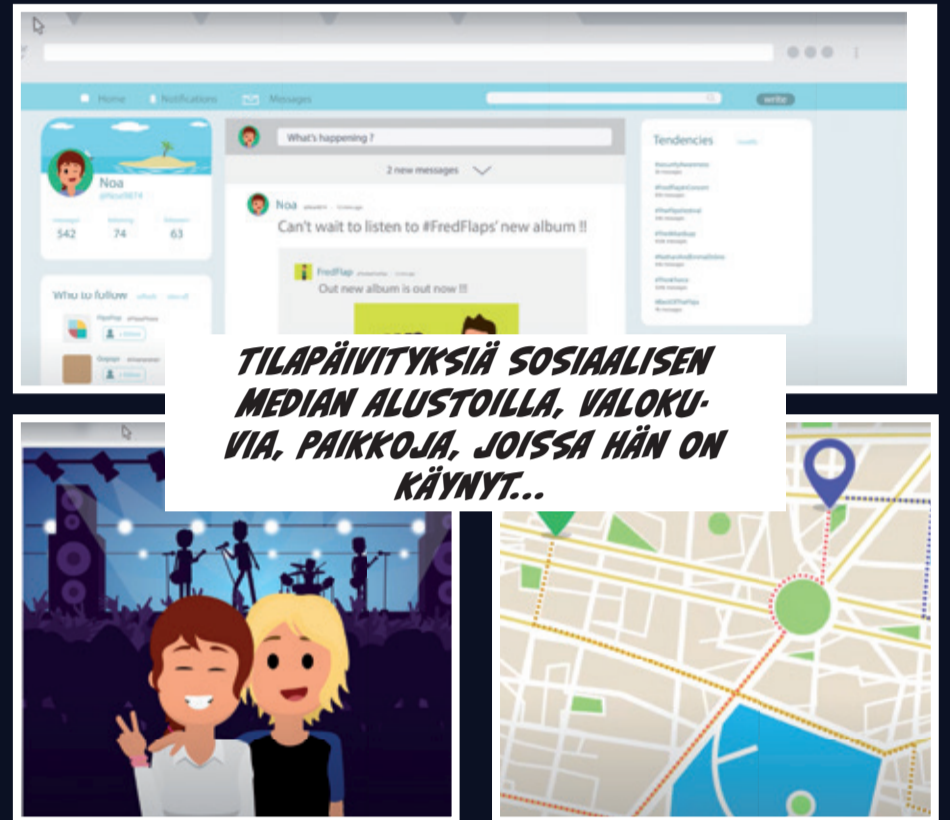 Home Notifications Messages
write
What's happening ?
2 new messages
Noa
542 74 63
Noa
Can't wait to listen to #FredFlaps' new album !!
FredFlap
Out new album is out now !!!
Who to follow
Tendencies
TILAPÄIVITYKSIÄ SOSIAALISEN
MEDIAN ALUSTOILLA, VALOKU-
VIA, PAIKKOJA, JOISSA HÄN ON
KÄYNYT...